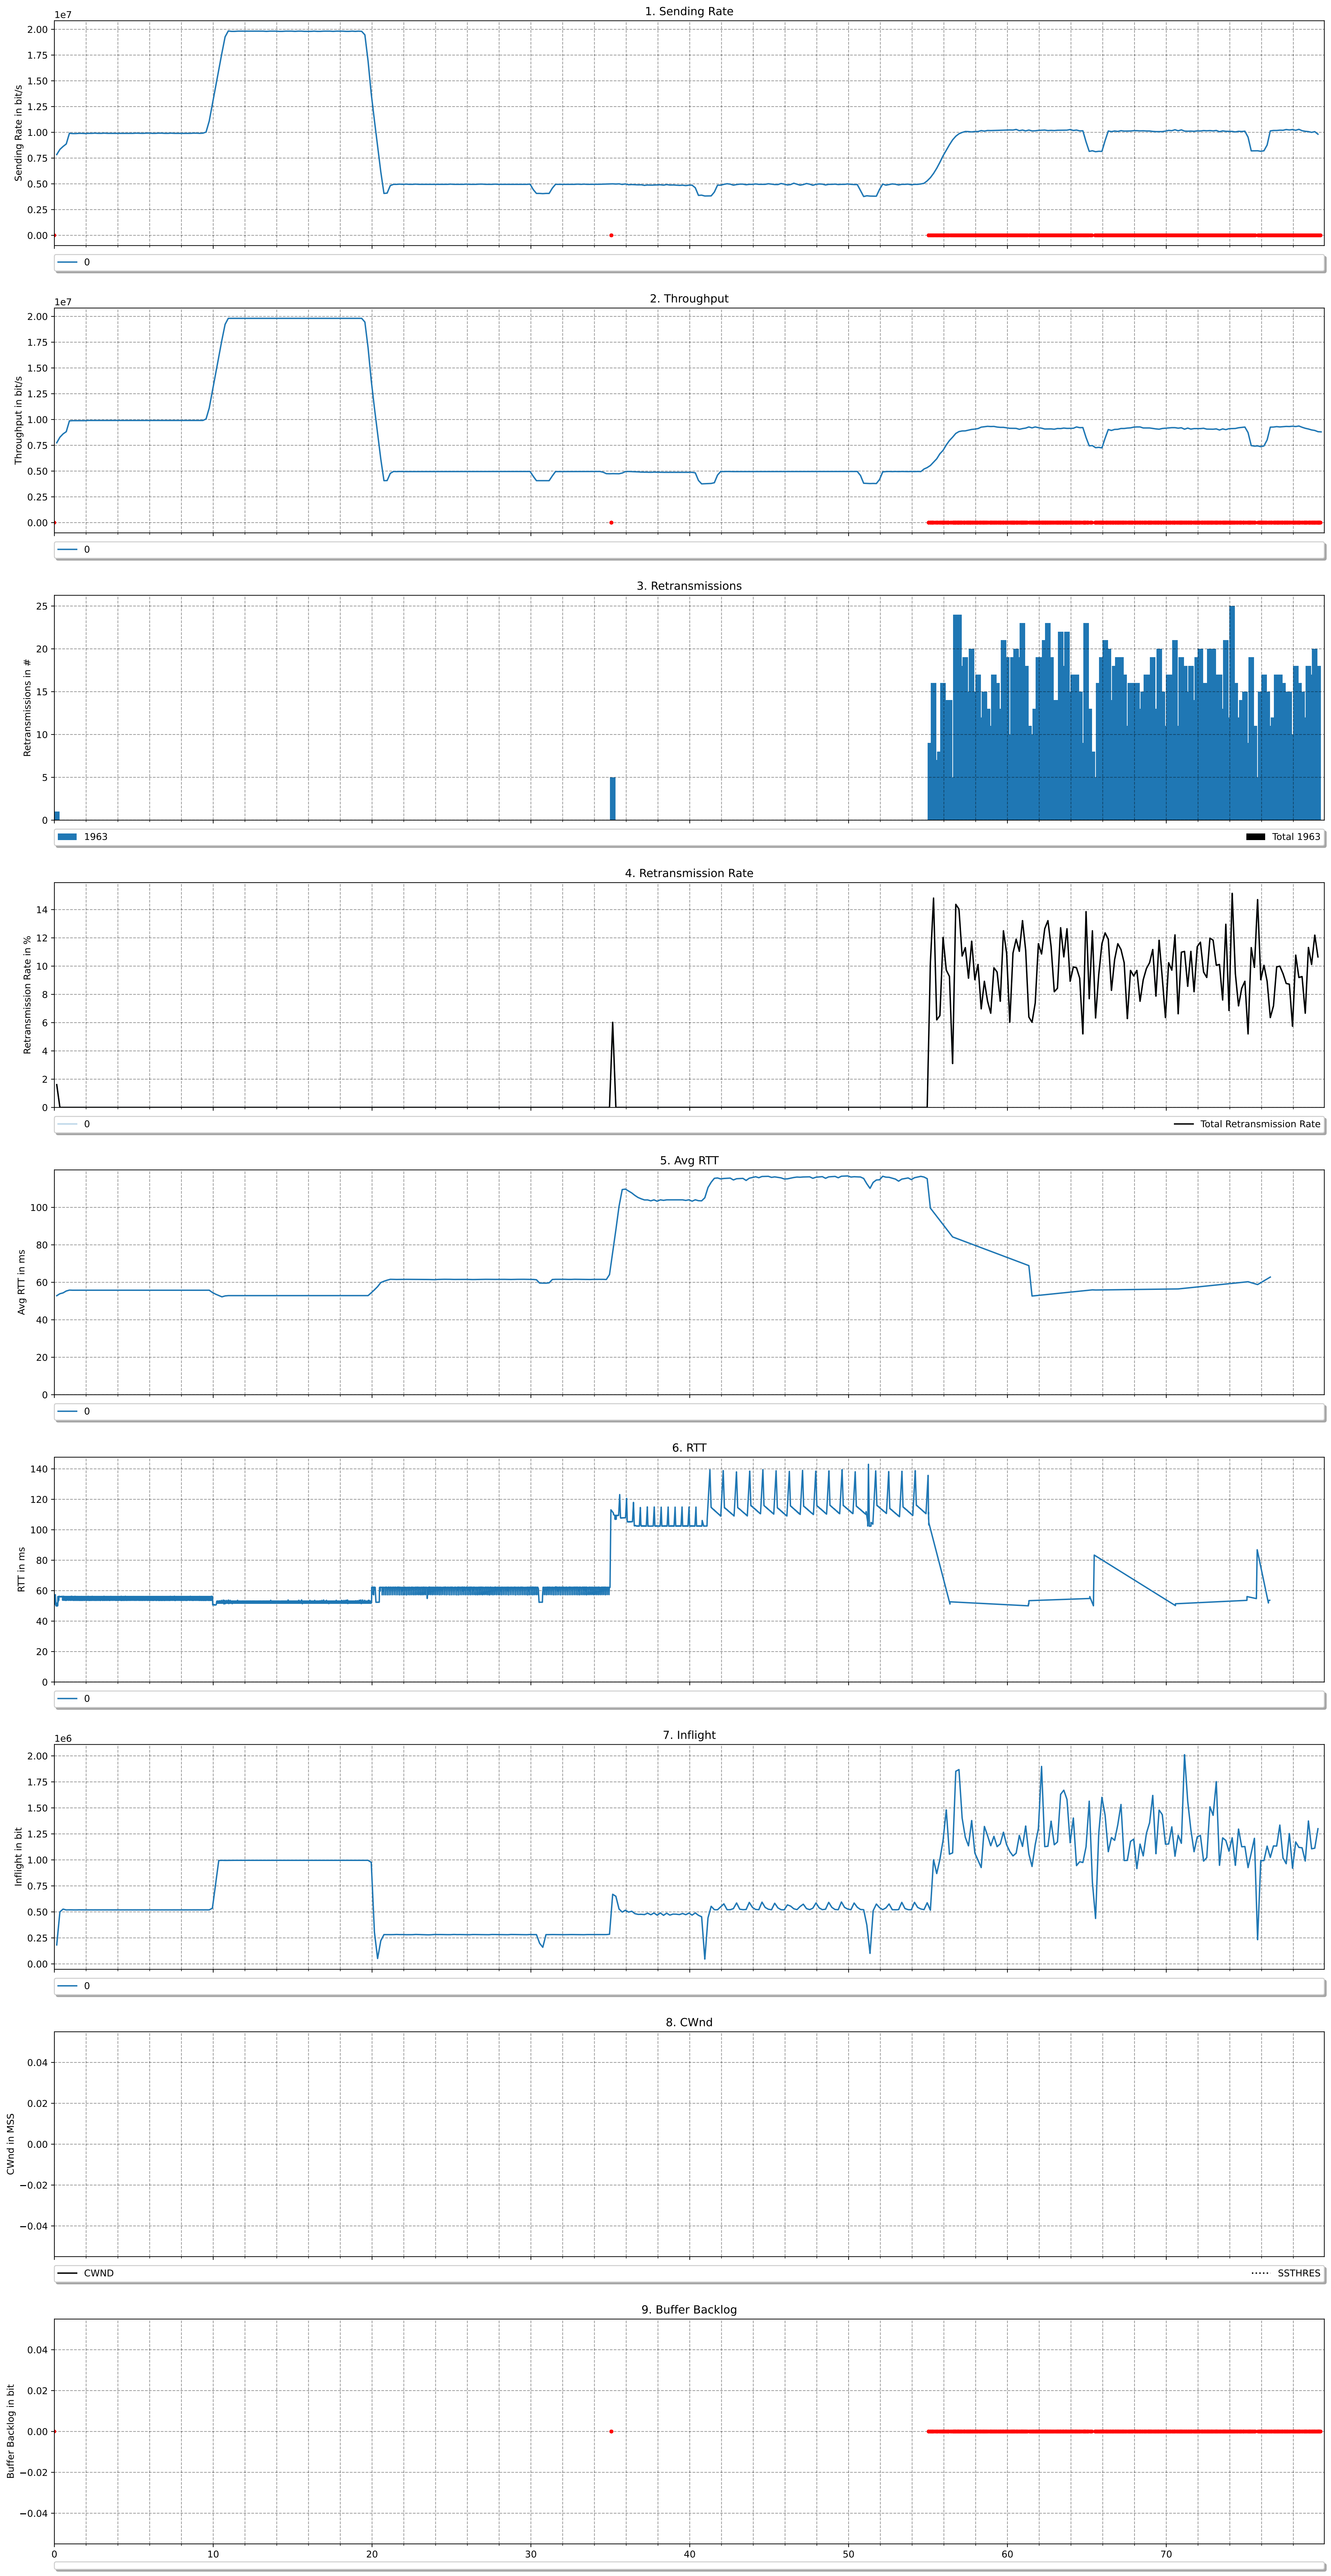 1. Sending Rate
1e7
Sending Rate in bit/s
2.00
1.75
1.50
1.25
1.00
0.75
0.50
0.25
0.00
0
2. Throughput
1e7
Throughput in bit/s
2.00
1.75
1.50
1.25
1.00
0.75
0.50
0.25
0.00
0
3. Retransmissions
Retransmissions in #
25
20
15
10
5
0
1963 Total 1963
4. Retransmission Rate
Retransmission Rate in %
14
12
10
8
6
4
2
0
0 Total Retransmission Rate
5. Avg RTT
Avg RTT in ms
100
80
60
40
20
0
0
6. RTT
RTT in ms
140
120
100
80
60
40
20
0
0
7. Inflight
1e6
Inflight in bit
2.00
1.75
1.50
1.25
1.00
0.75
0.50
0.25
0.00
0
8. CWnd
CWnd in MSS
0.04
0.02
0.00
−0.02
−0.04
CWND SSTHRES
9. Buffer Backlog
Buffer Backlog in bit
0.04
0.02
0.00
−0.02
−0.04
0 10 20 30 40 50 60 70